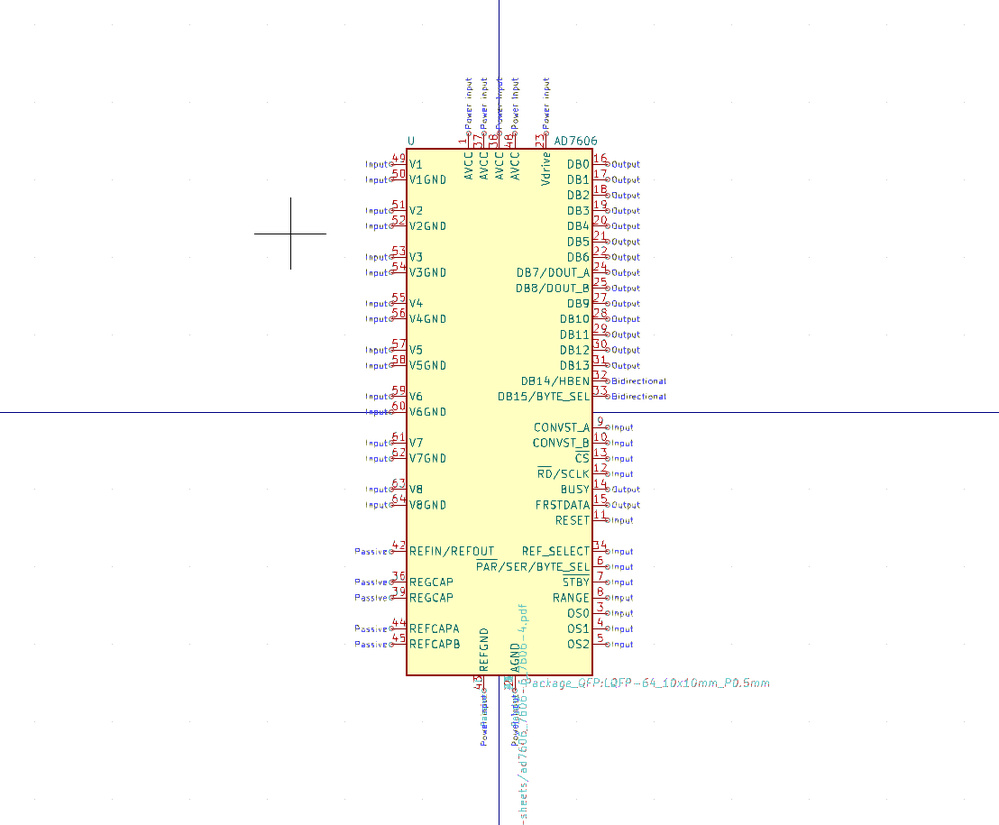 Power input Power input Power input Power input Power input
1 37 38 48 23
U AD7606
AVCC AVCC AVCC AVCC Vdrive
Input 49 V1 DB0 16 Output
Input 50 V1GND DB1 17 Output
DB2 18 Output
Input 51 V2 DB3 19 Output
Input 52 V2GND DB4 20 Output
DB5 21 Output
Input 53 V3 DB6 22 Output
Input 54 V3GND DB7/DOUT_A 24 Output
DB8/DOUT_B 25 Output
Input 55 V4 DB9 27 Output
Input 56 V4GND DB10 28 Output
DB11 29 Output
Input 57 V5 DB12 30 Output
Input 58 V5GND DB13 31 Output
DB14/HBEN 32 Bidirectional
Input 59 V6 DB15/BYTE_SEL 33 Bidirectional
Input 60 V6GND
CONVST_A 9 Input
Input 61 V7 CONVST_B 10 Input
Input 62 V7GND CS 13 Input
RD/SCLK 12 Input
Input 63 V8 BUSY 14 Output
Input 64 V8GND FRSTDATA 15 Output
RESET 11 Input
Passive 42 REFIN/REFOUT REF_SELECT 34 Input
PAR/SER/BYTE_SEL 6 Input
Passive 36 REGCAP STBY 7 Input
Passive 39 REGCAP RANGE 8 Input
OS0 3 Input
Passive 44 REFCAPA OS1 4 Input
Passive 45 REFCAPB OS2 5 Input
REFGND AGND
Package_QFP:LQFP-64_10x10mm_P0.5mm
Power input Power input
-sheets/ad7606_7606-6_7606-4.pdf